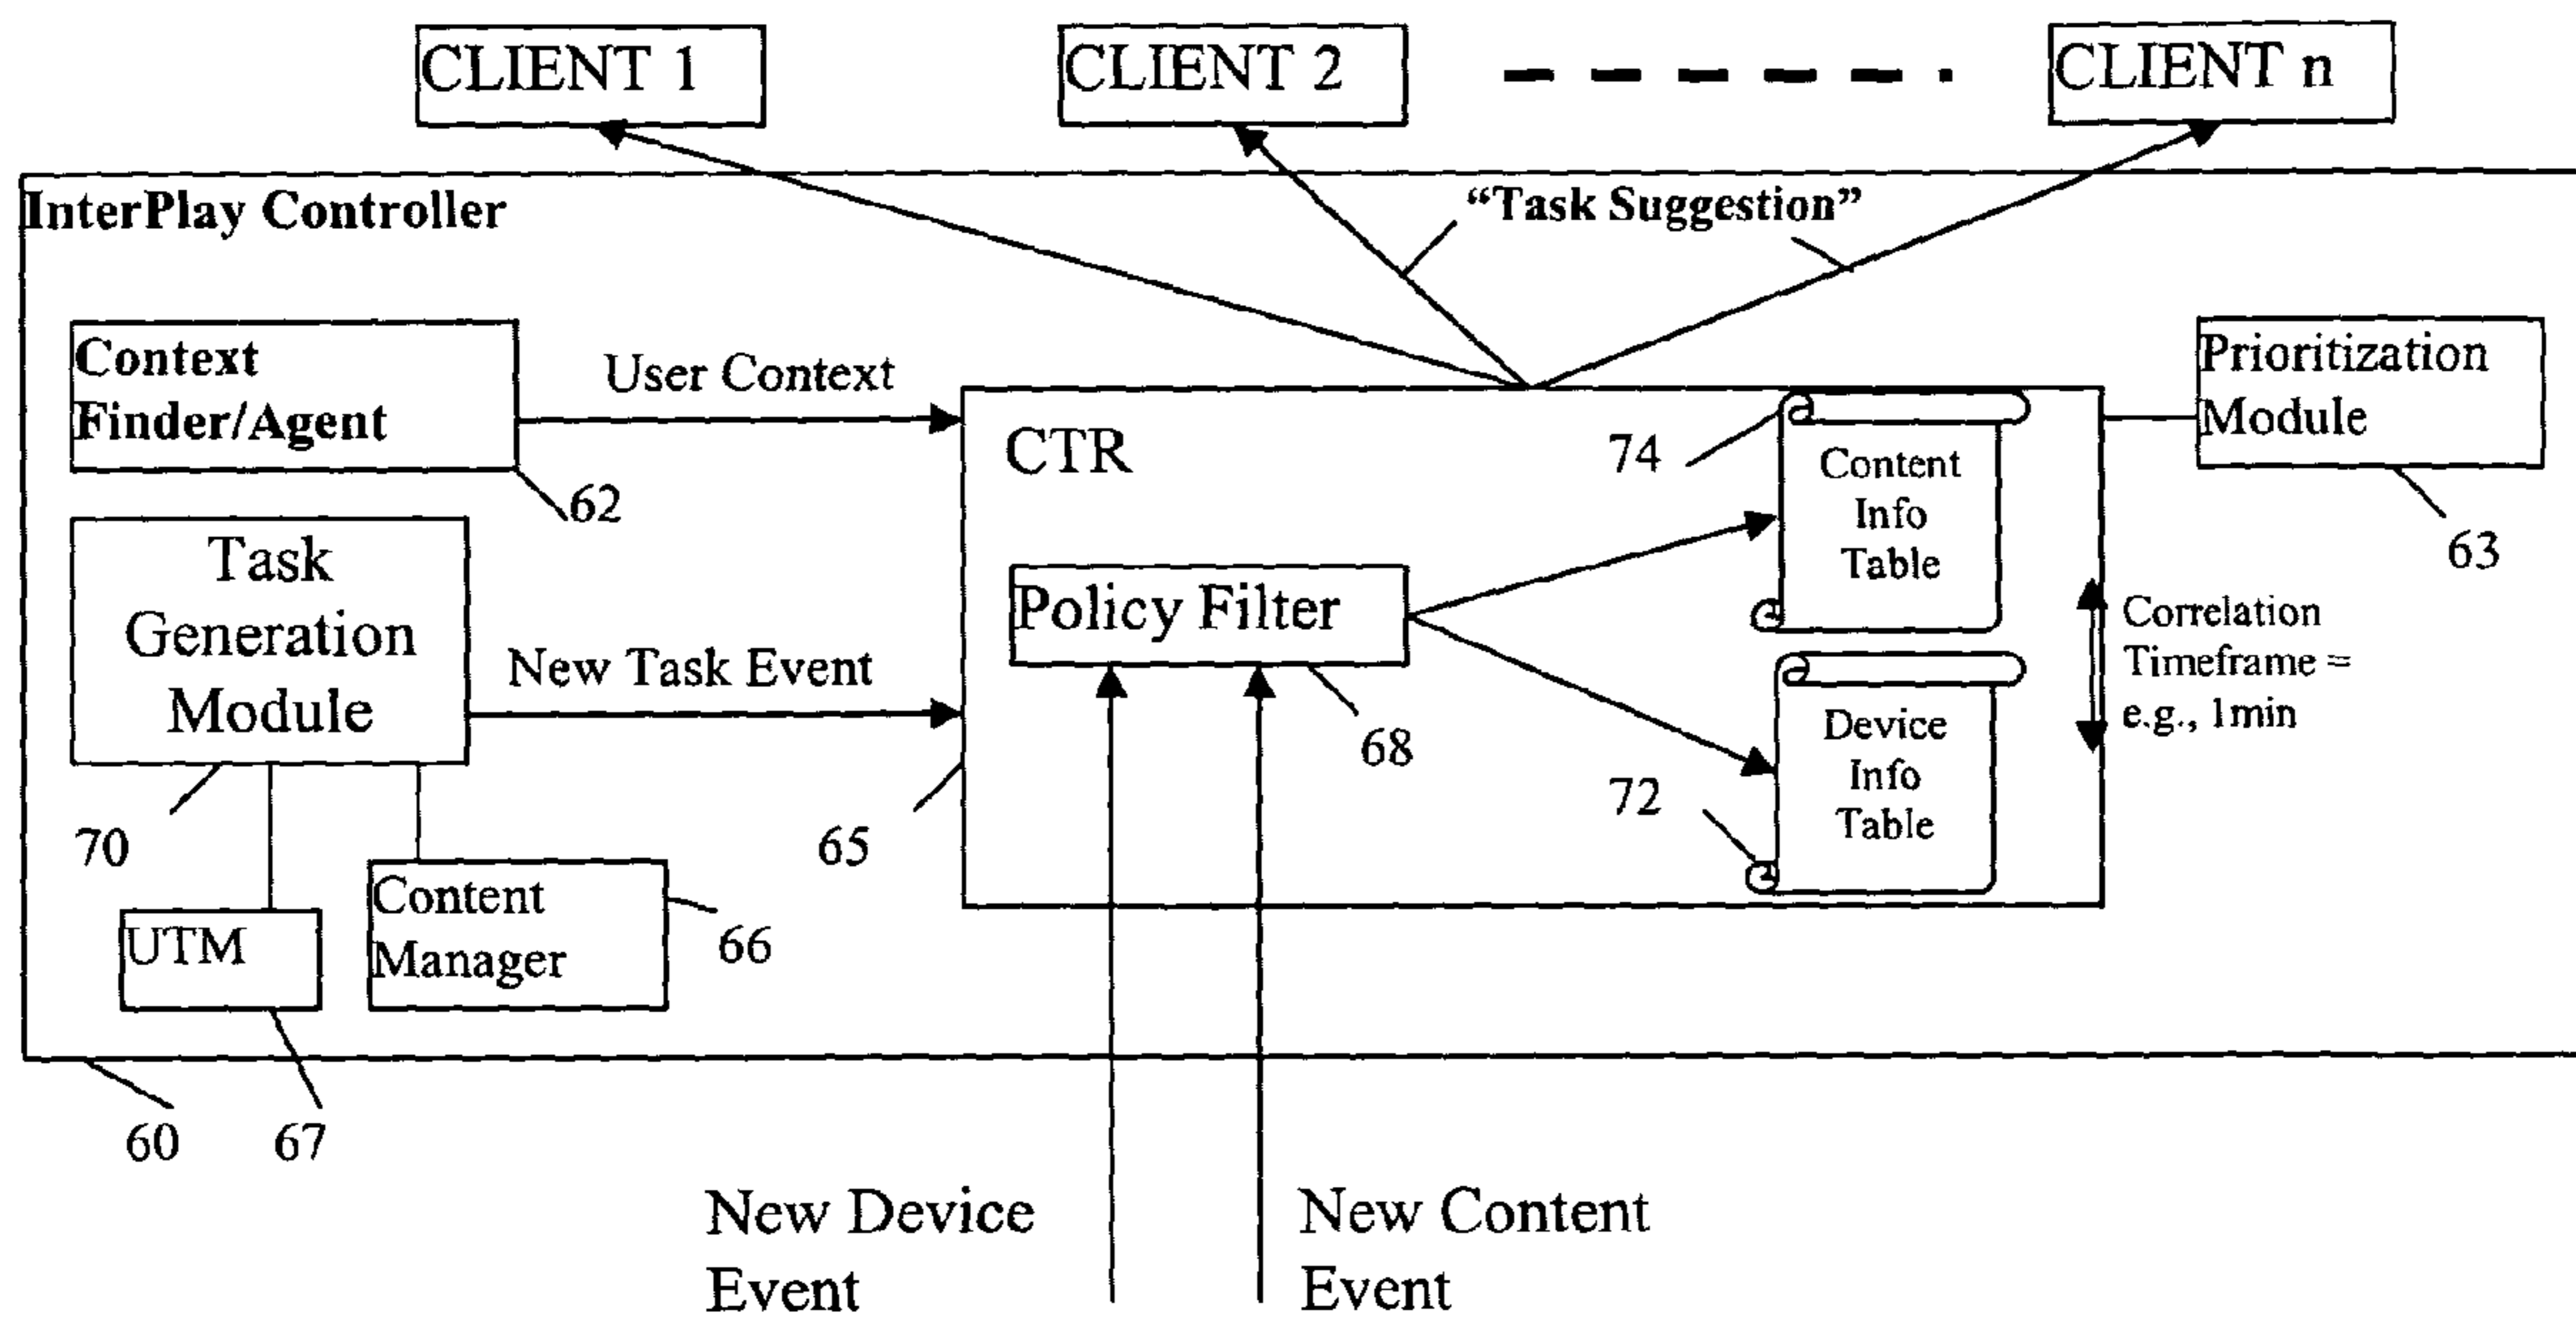 CLIENT 1
CLIENT 2
CLIENT n
InterPlay Controller
“Task Suggestion”
Context
Finder/Agent
User Context
62
Prioritization
Module
63
CTR
74
Content
Info
Table
Task
Generation
Module
New Task Event
Policy Filter
68
Correlation
Timeframe =
e.g., 1min
72
Device
Info
Table
70
65
UTM
Content
Manager
66
60
67
New Device
Event
New Content
Event